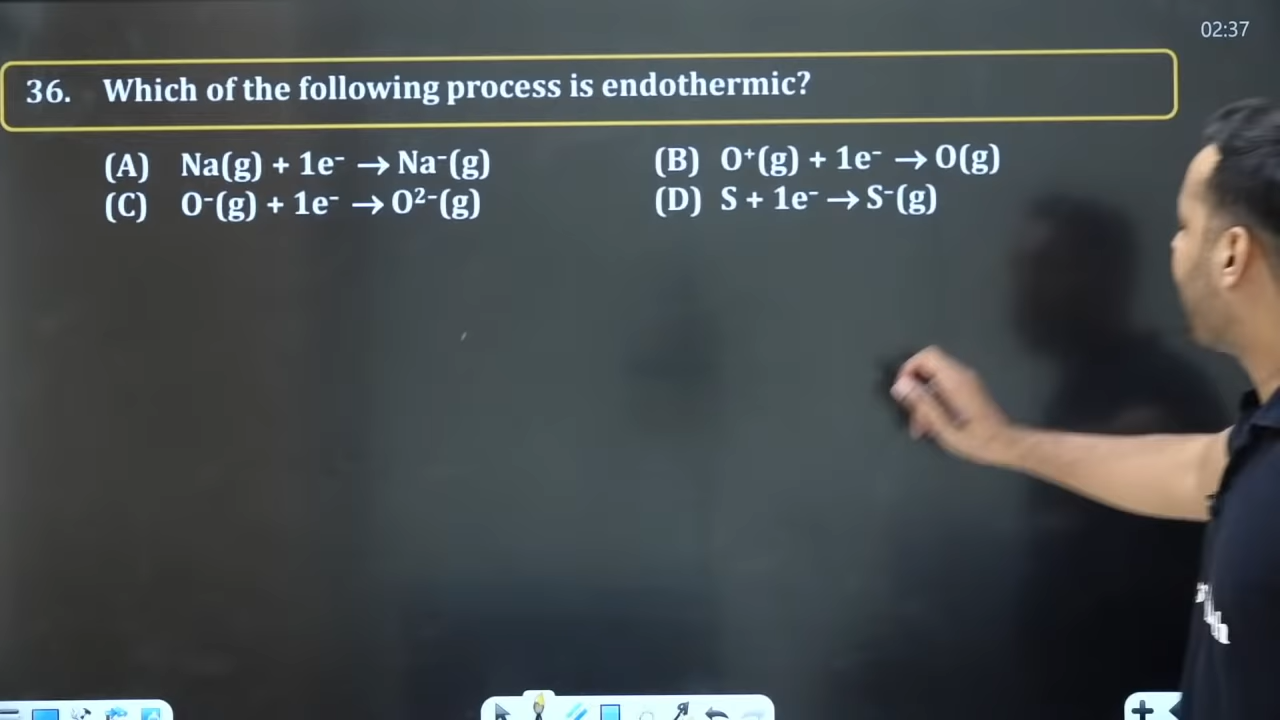 02:37
36. Which of the following process is endothermic?
(A) Na(g) + 1e⁻ → Na⁻(g) (B) O⁺(g) + 1e⁻ → O(g)
(C) O⁻(g) + 1e⁻ → O²⁻(g) (D) S + 1e⁻ → S⁻(g)